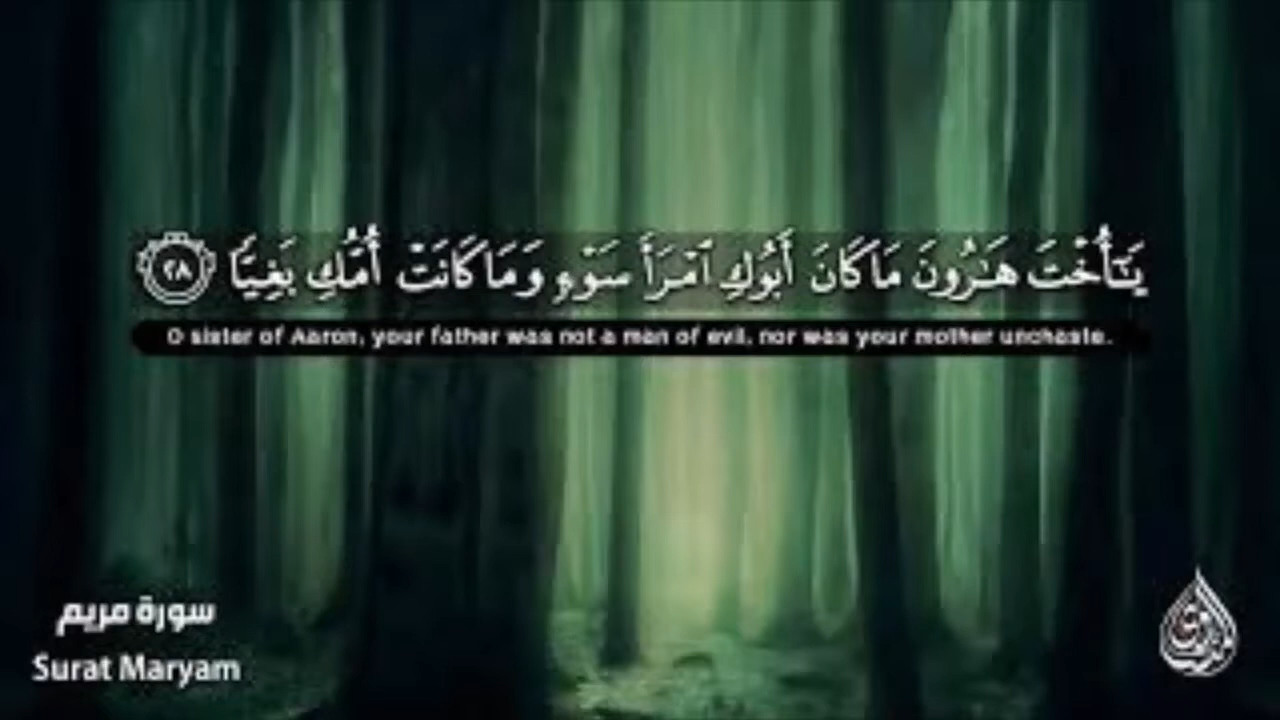 يَـٰٓأُخْتَ هَـٰرُونَ مَا كَانَ أَبُوكِ ٱمْرَأَ سَوْءٍ وَمَا كَانَتْ أُمُّكِ بَغِيًّا ٢٨
O sister of Aaron, your father was not a man of evil, nor was your mother unchaste.
سورة مريم
Surat Maryam